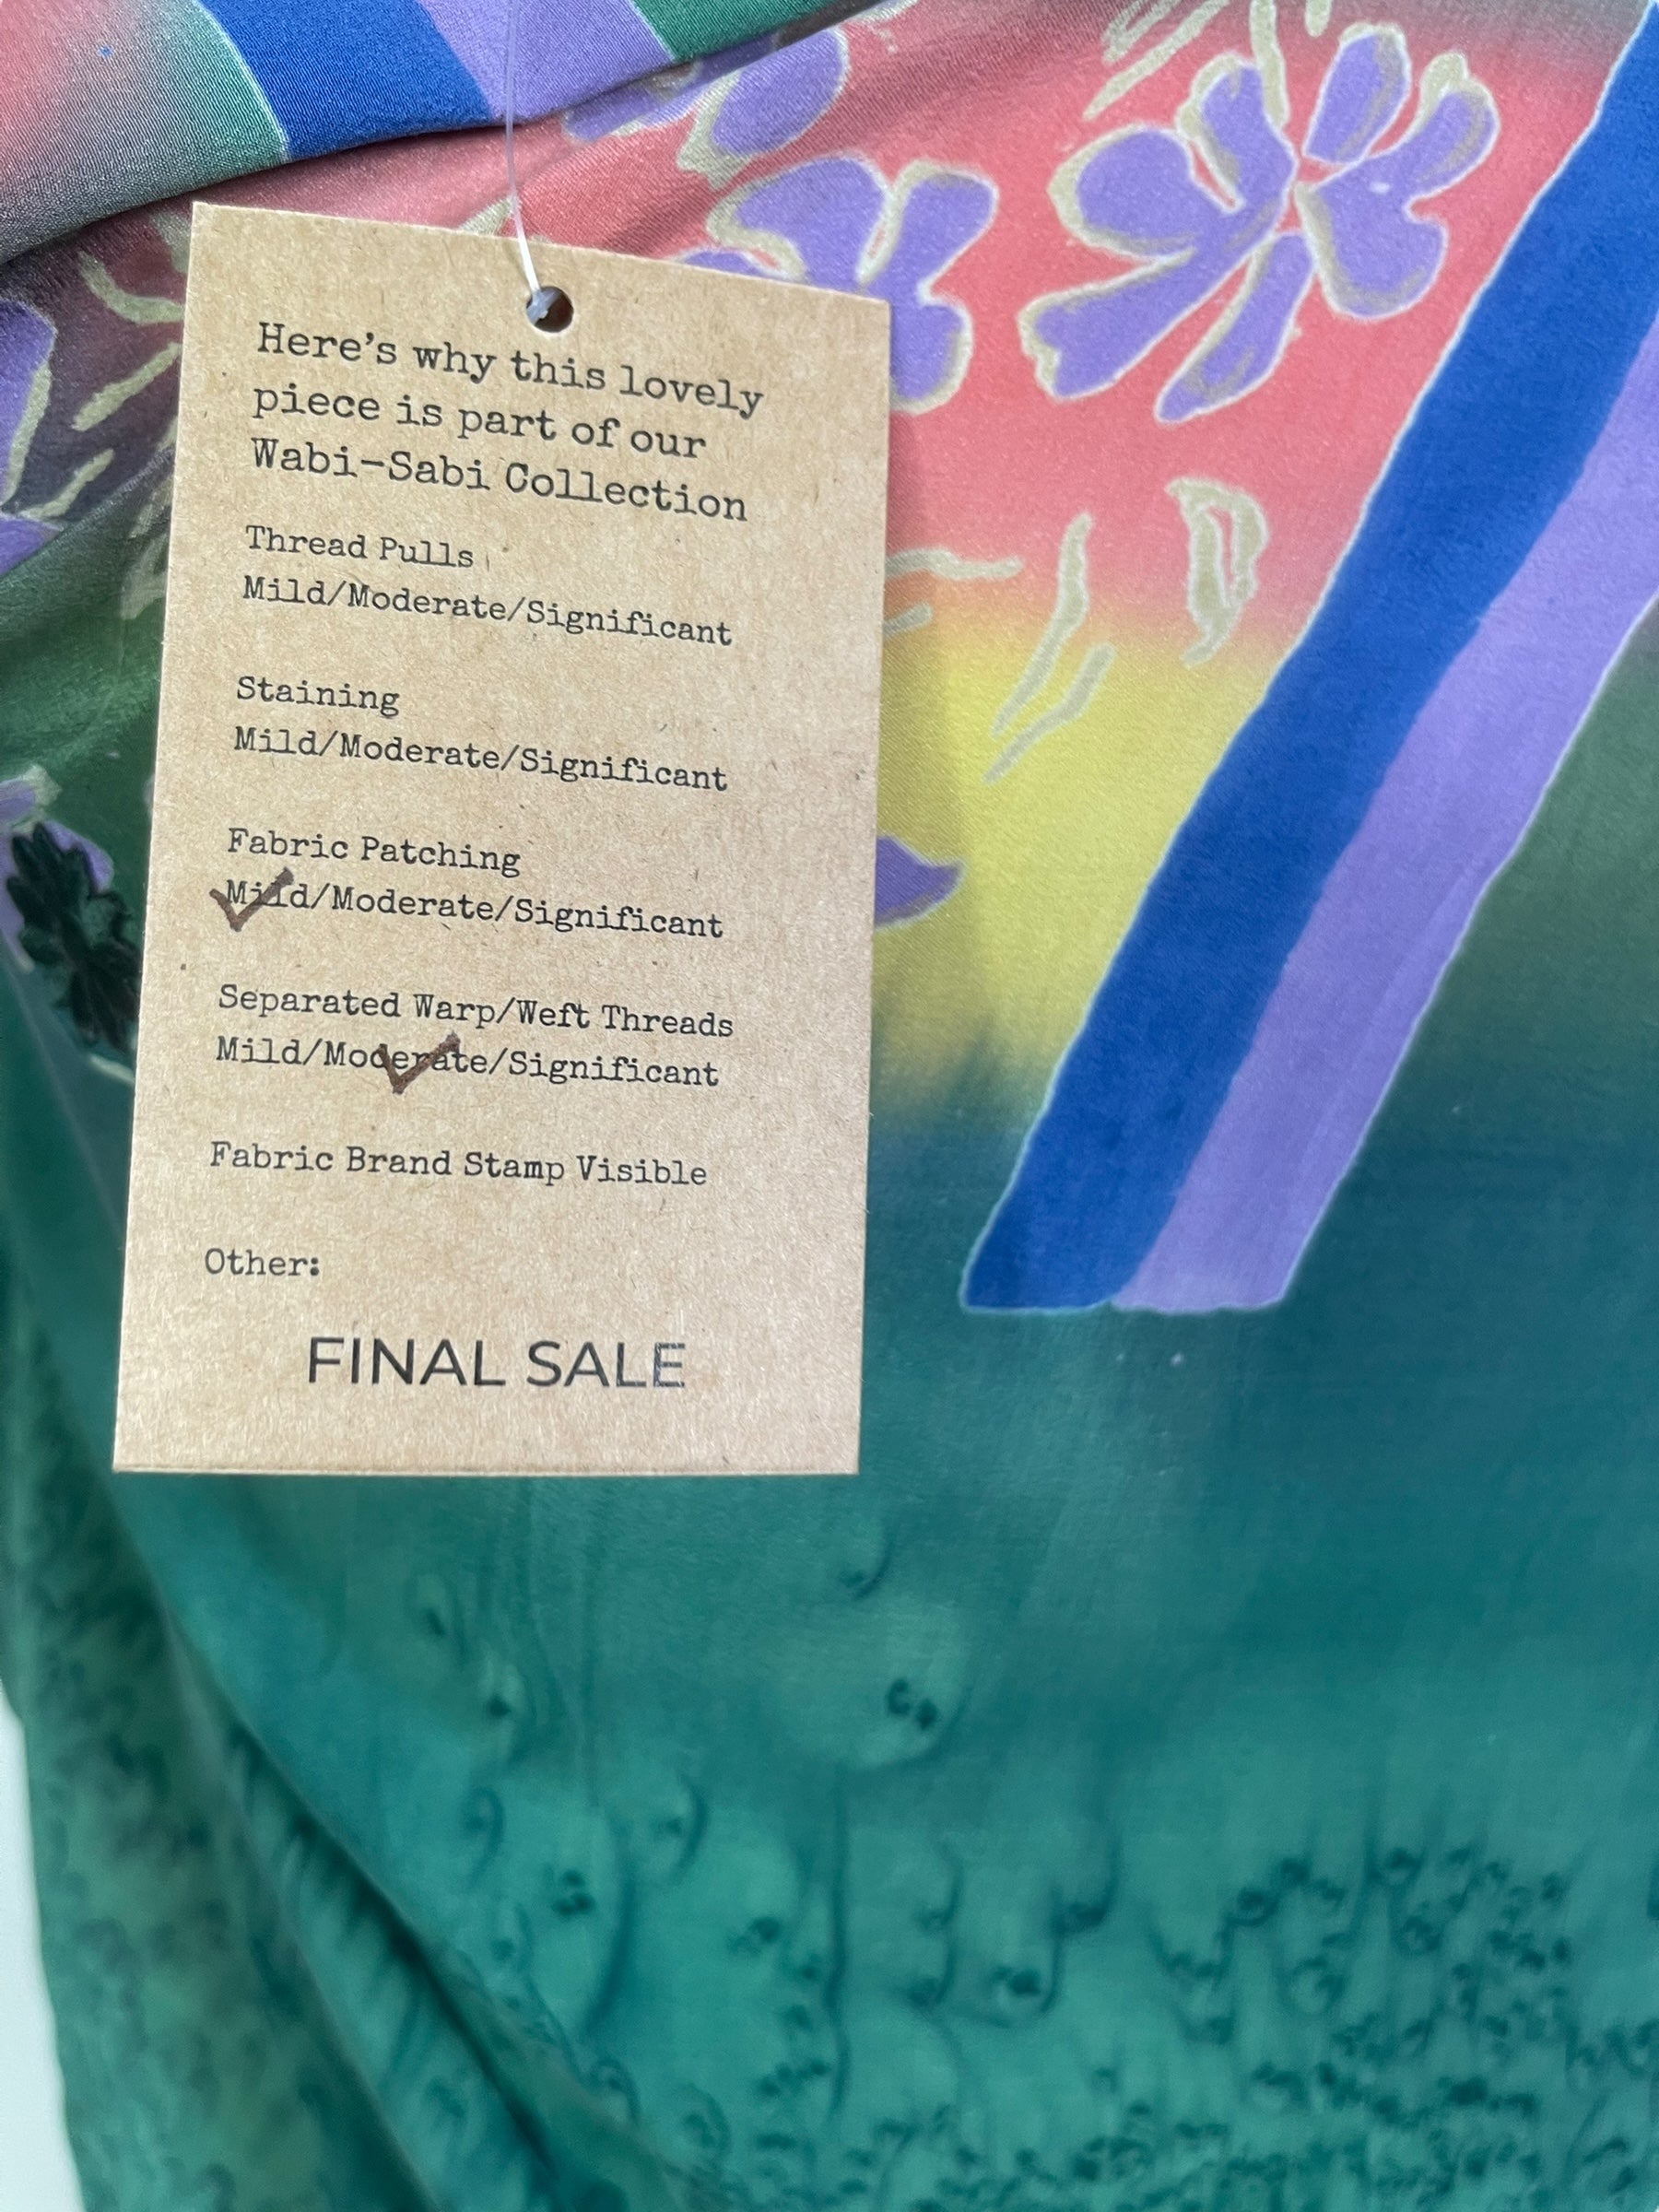 Here's why this lovely
piece is part of our
Wabi-Sabi Collection
Thread Pulls
Mild/Moderate/Significant
Staining
Mild/Moderate/Significant
Fabric Patching
Mild/Moderate/Significant
Separated Warp/Weft Threads
Mild/Moderate/Significant
Fabric Brand Stamp Visible
Other:
FINAL SALE